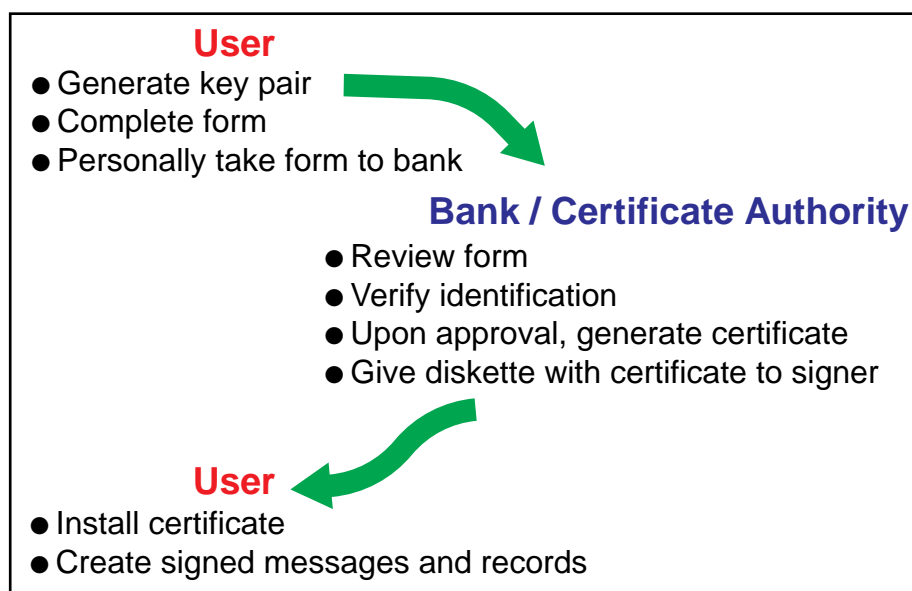 User
● Generate key pair
● Complete form
● Personally take form to bank
Bank / Certificate Authority
● Review form
● Verify identification
● Upon approval, generate certificate
● Give diskette with certificate to signer
User
● Install certificate
● Create signed messages and records